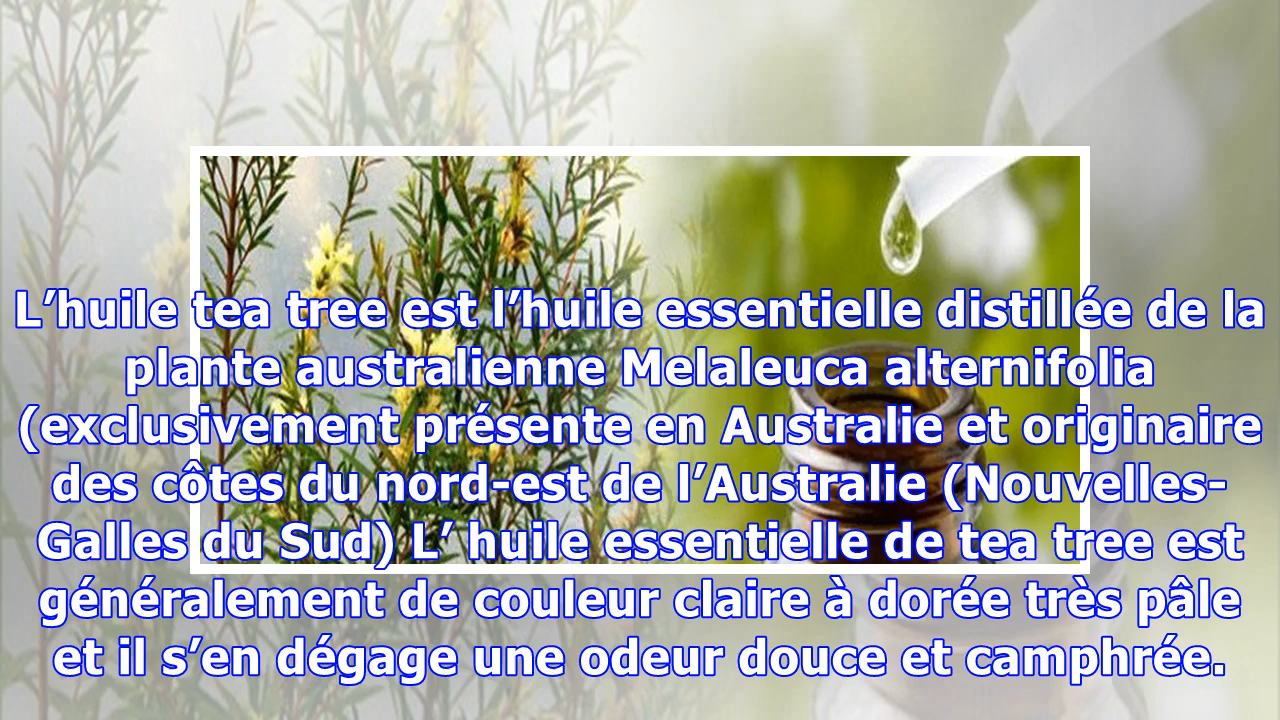 L’huile tea tree est l’huile essentielle distillée de la
plante australienne Melaleuca alternifolia
(exclusivement présente en Australie et originaire
des côtes du nord-est de l’Australie (Nouvelles-
Galles du Sud) L’ huile essentielle de tea tree est
généralement de couleur claire à dorée très pâle
et il s’en dégage une odeur douce et camphrée.